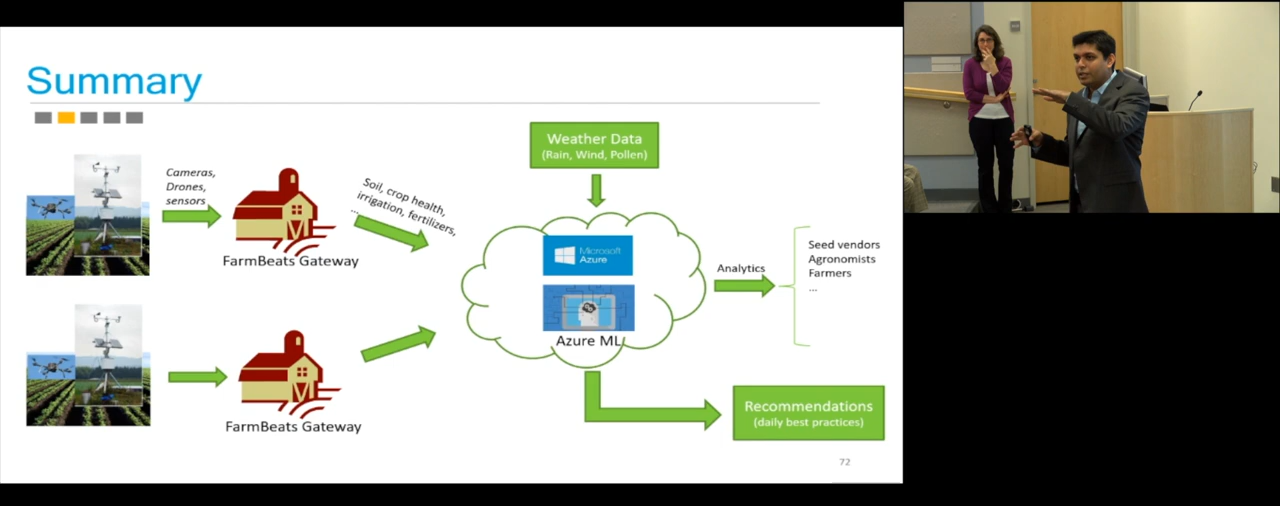 Summary
Cameras,
Drones,
sensors
FarmBeats Gateway
Soil, crop health,
irrigation, fertilizers,
...
Weather Data
(Rain, Wind, Pollen)
Microsoft
Azure
Azure ML
Analytics
Seed vendors
Agronomists
Farmers
...
FarmBeats Gateway
Recommendations
(daily best practices)
72